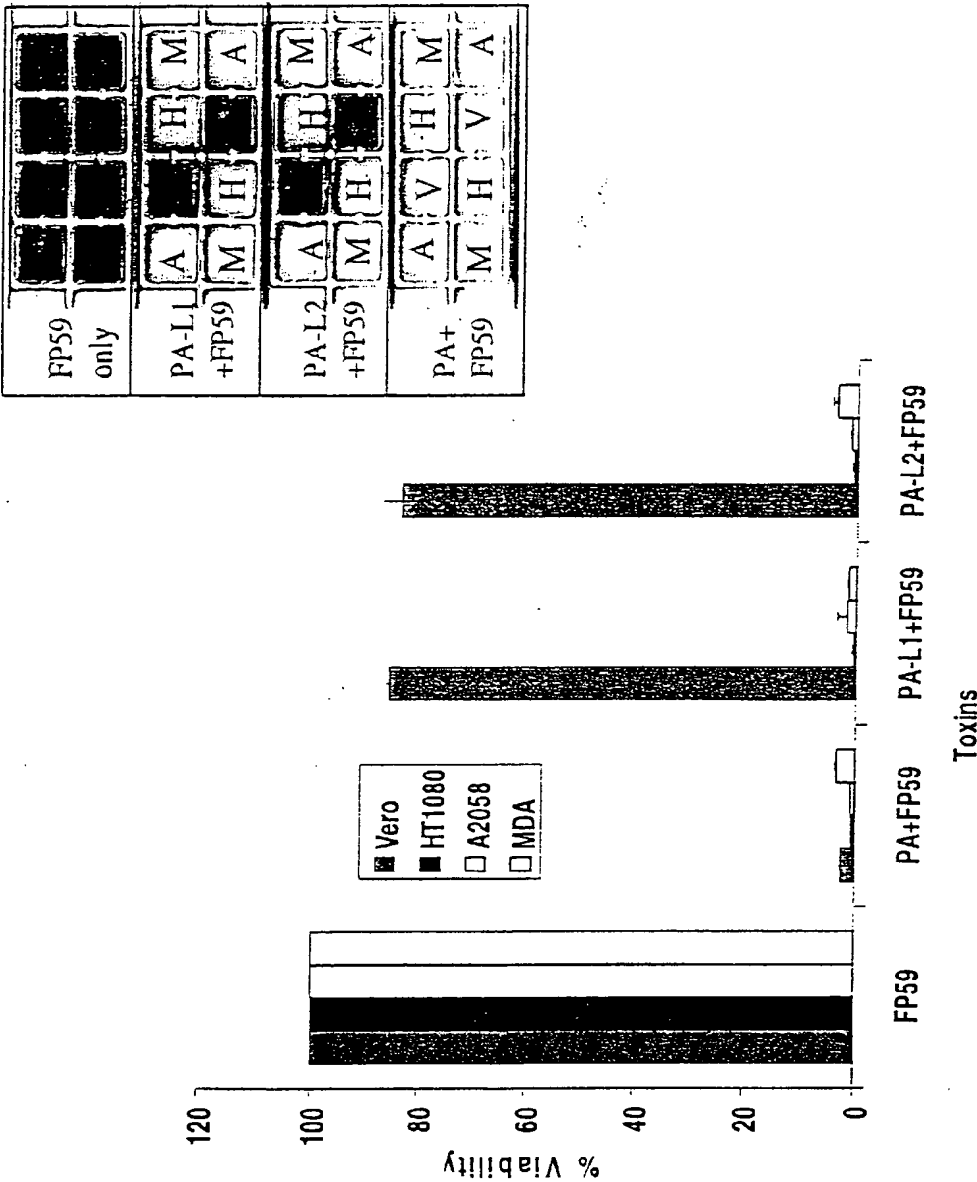 FP59
only
PA-L1
+FP59
A H M
M H A
PA-L2
+FP59
A H M
M H A
PA+
FP59
A V H M
M H V A
% Viability
120
100
80
60
40
20
0
Vero
HT1080
A2058
MDA
FP59
PA+FP59
PA-L1+FP59
PA-L2+FP59
Toxins